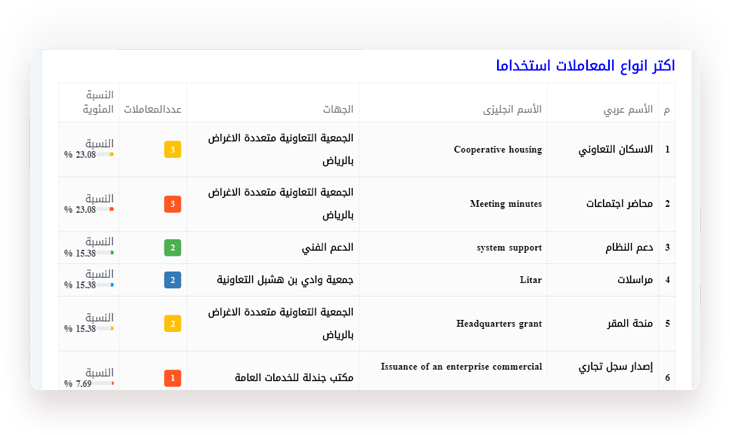 اكتر انواع المعاملات استخداما
م الأسم عربي الأسم انجليزى الجهات عددالمعاملات النسبة المئوية
1 الاسكان التعاوني Cooperative housing الجمعية التعاونية متعددة الاغراض بالرياض 3 النسبة 23.08 %
2 محاضر اجتماعات Meeting minutes الجمعية التعاونية متعددة الاغراض بالرياض 3 النسبة 23.08 %
3 دعم النظام system support الدعم الفني 2 النسبة 15.38 %
4 مراسلات Litar جمعية وادي بن هشبل التعاونية 2 النسبة 15.38 %
5 منحة المقر Headquarters grant الجمعية التعاونية متعددة الاغراض بالرياض 2 النسبة 15.38 %
6 إصدار سجل تجاري Issuance of an enterprise commercial مكتب جندلة للخدمات العامة 1 النسبة 7.69 %